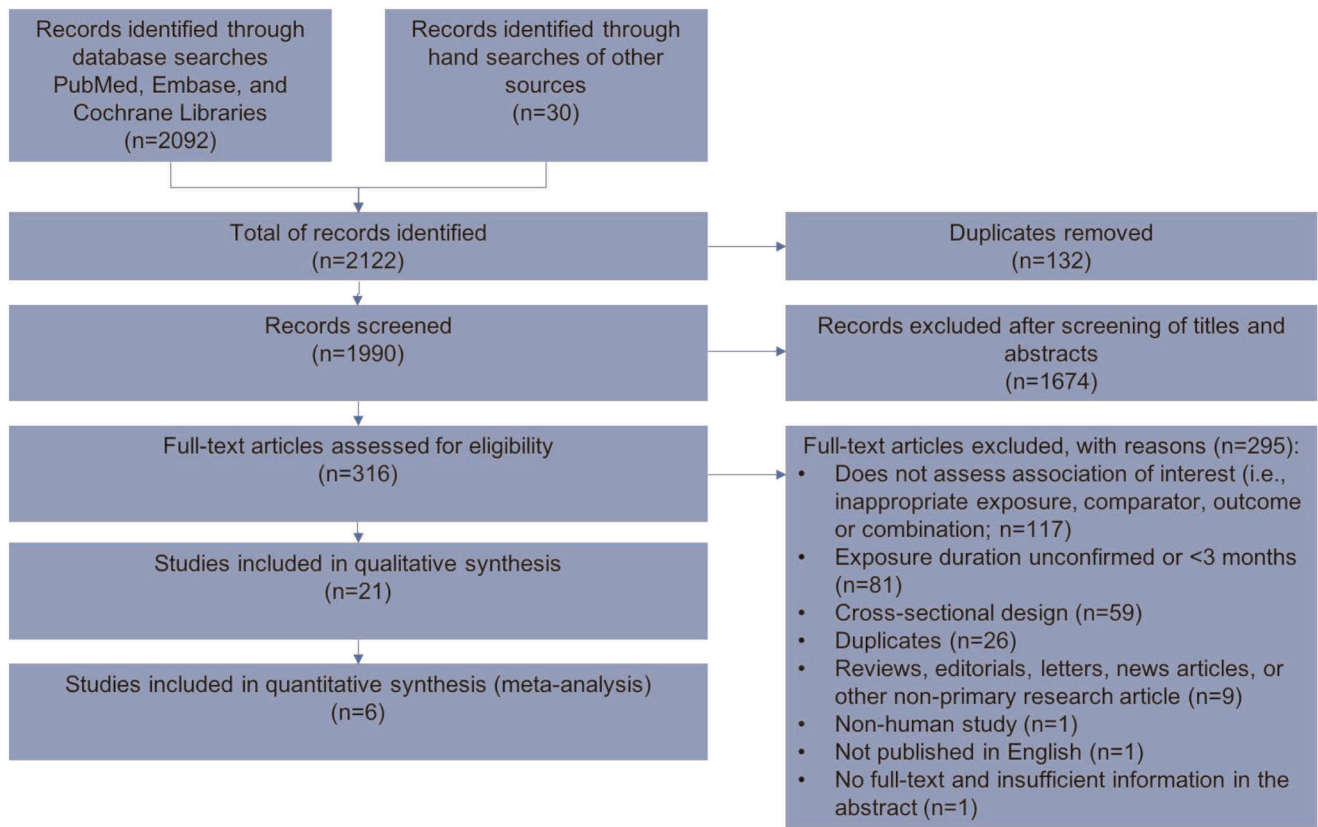 Records identified through
database searches
PubMed, Embase, and
Cochrane Libraries
(n=2092)
Records identified through
hand searches of other
sources
(n=30)
Total of records identified
(n=2122)
Duplicates removed
(n=132)
Records screened
(n=1990)
Records excluded after screening of titles and
abstracts
(n=1674)
Full-text articles assessed for eligibility
(n=316)
Full-text articles excluded, with reasons (n=295):
• Does not assess association of interest (i.e.,
inappropriate exposure, comparator, outcome
or combination; n=117)
• Exposure duration unconfirmed or <3 months
(n=81)
• Cross-sectional design (n=59)
• Duplicates (n=26)
• Reviews, editorials, letters, news articles, or
other non-primary research article (n=9)
• Non-human study (n=1)
• Not published in English (n=1)
• No full-text and insufficient information in the
abstract (n=1)
Studies included in qualitative synthesis
(n=21)
Studies included in quantitative synthesis (meta-analysis)
(n=6)